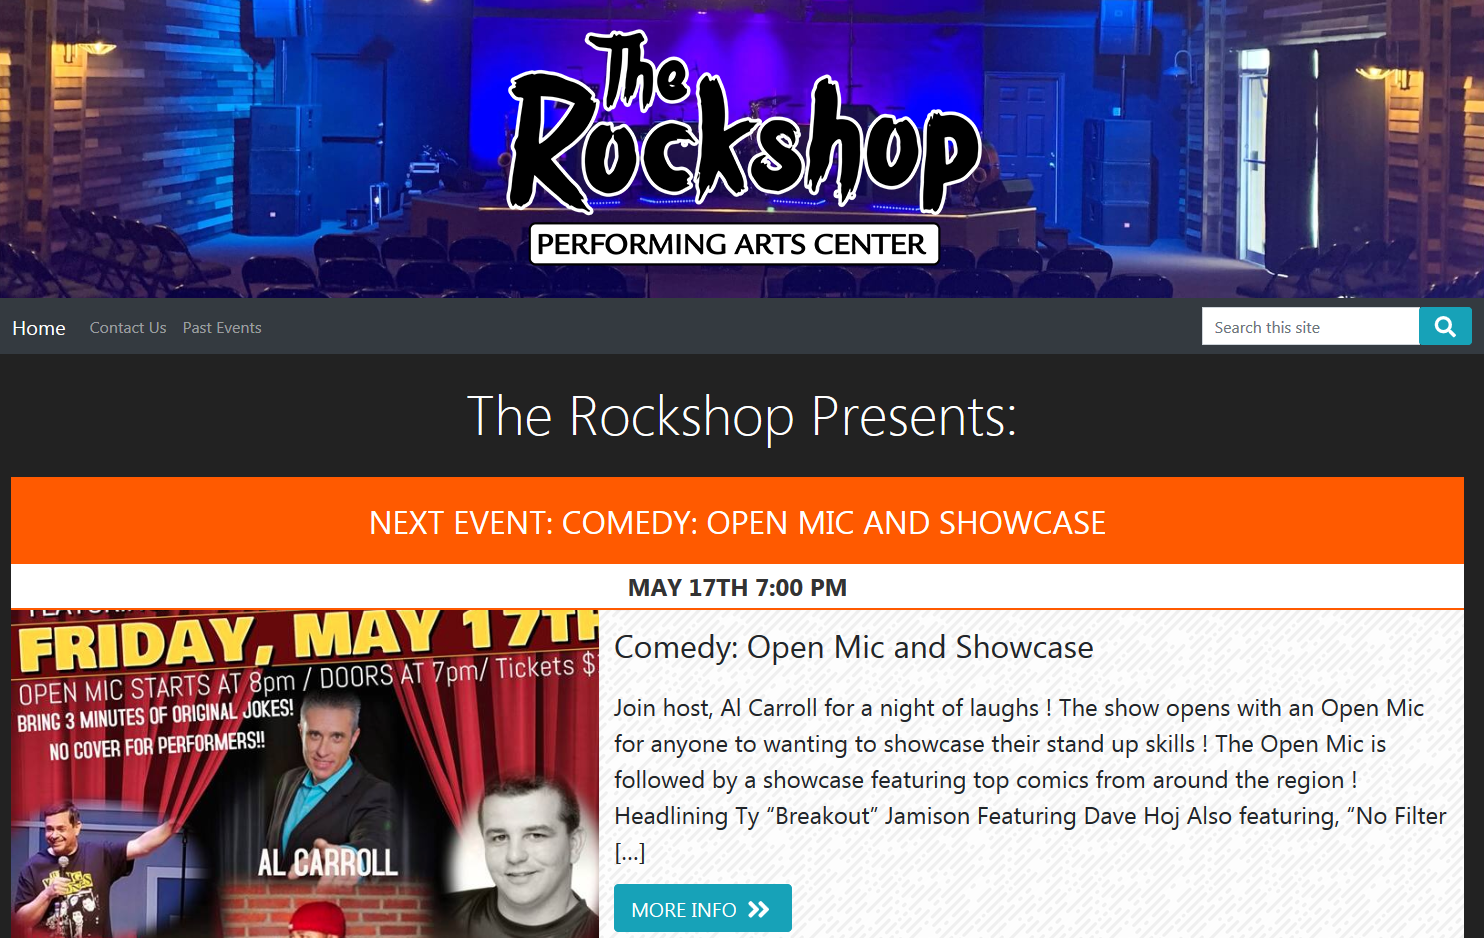 The
Rockshop
PERFORMING ARTS CENTER
Home Contact Us Past Events Search this site
The Rockshop Presents:
NEXT EVENT: COMEDY: OPEN MIC AND SHOWCASE
MAY 17TH 7:00 PM
FRIDAY, MAY 17TH
OPEN MIC STARTS AT 8pm / DOORS AT 7pm/ Tickets $
BRING 3 MINUTES OF ORIGINAL JOKES!
NO COVER FOR PERFORMERS!!
AL CARROLL
Comedy: Open Mic and Showcase
Join host, Al Carroll for a night of laughs ! The show opens with an Open Mic
for anyone to wanting to showcase their stand up skills ! The Open Mic is
followed by a showcase featuring top comics from around the region !
Headlining Ty “Breakout” Jamison Featuring Dave Hoj Also featuring, “No Filter
[...]
MORE INFO